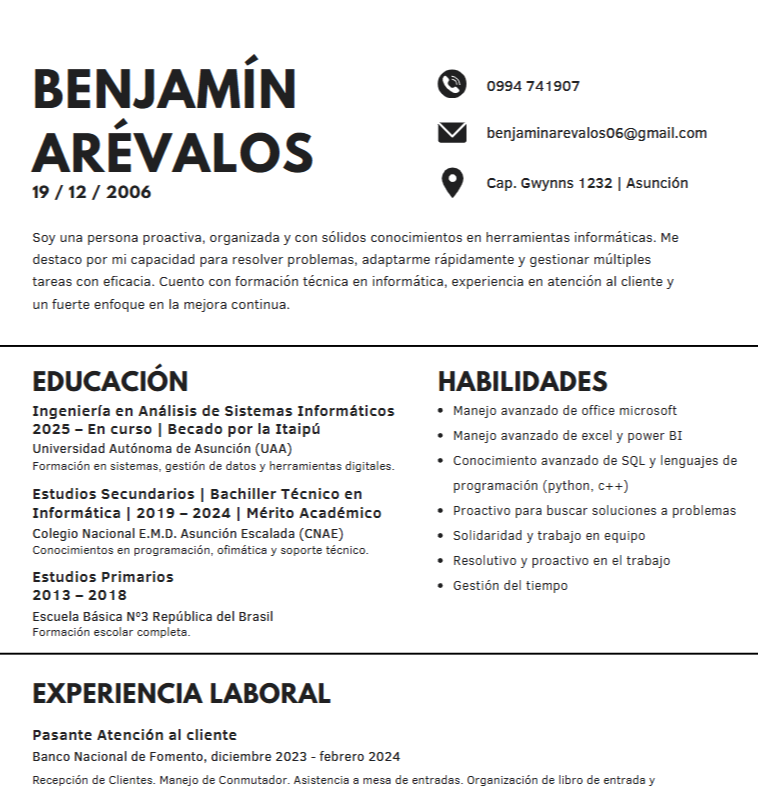 BENJAMÍN
ARÉVALOS
19 / 12 / 2006
0994 741907
benjaminarevalos06@gmail.com
Cap. Gwynns 1232 | Asunción
Soy una persona proactiva, organizada y con sólidos conocimientos en herramientas informáticas. Me
destaco por mi capacidad para resolver problemas, adaptarme rápidamente y gestionar múltiples
tareas con eficacia. Cuento con formación técnica en informática, experiencia en atención al cliente y
un fuerte enfoque en la mejora continua.
EDUCACIÓN
Ingeniería en Análisis de Sistemas Informáticos
2025 – En curso | Becado por la Itaipú
Universidad Autónoma de Asunción (UAA)
Formación en sistemas, gestión de datos y herramientas digitales.
Estudios Secundarios | Bachiller Técnico en
Informática | 2019 – 2024 | Mérito Académico
Colegio Nacional E.M.D. Asunción Escalada (CNAE)
Conocimientos en programación, ofimática y soporte técnico.
Estudios Primarios
2013 – 2018
Escuela Básica N°3 República del Brasil
Formación escolar completa.
HABILIDADES
• Manejo avanzado de office microsoft
• Manejo avanzado de excel y power BI
• Conocimiento avanzado de SQL y lenguajes de
programación (python, c++)
• Proactivo para buscar soluciones a problemas
• Solidaridad y trabajo en equipo
• Resolutivo y proactivo en el trabajo
• Gestión del tiempo
EXPERIENCIA LABORAL
Pasante Atención al cliente
Banco Nacional de Fomento, diciembre 2023 - febrero 2024
Recepción de Clientes. Manejo de Conmutador. Asistencia a mesa de entradas. Organización de libro de entrada y